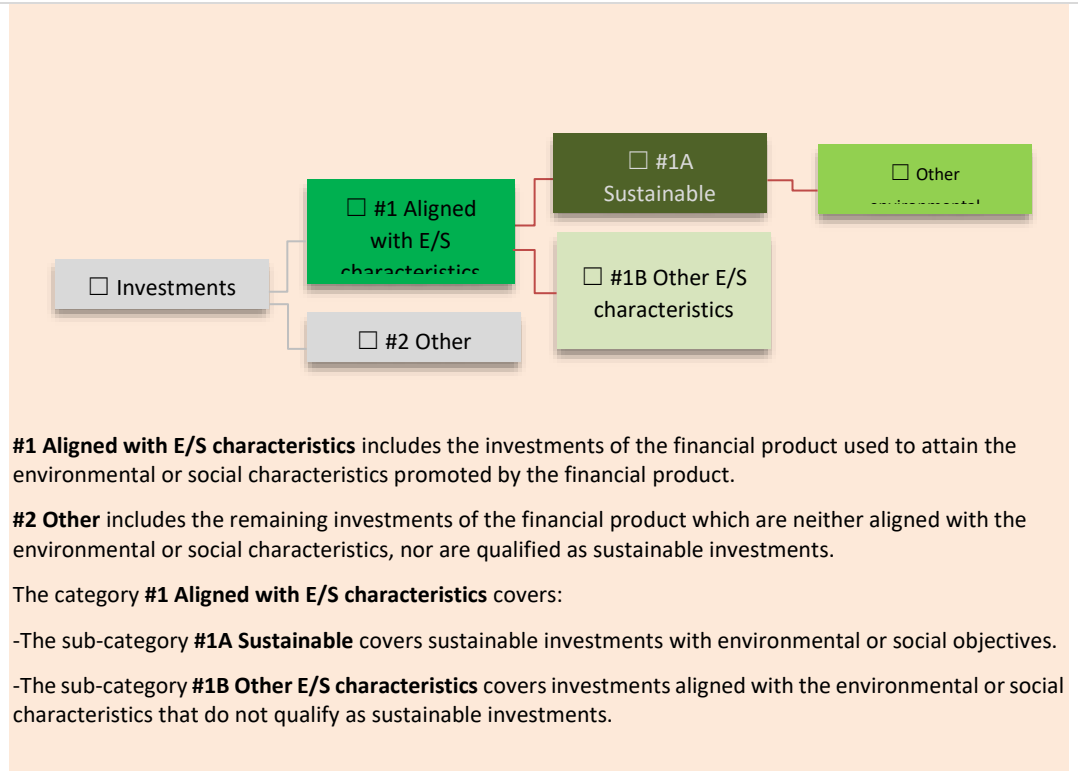 ☐ #1A
Sustainable
☐ Other
environmental
☐ #1 Aligned
with E/S
characteristics
☐ #1B Other E/S
characteristics
☐ Investments
☐ #2 Other
#1 Aligned with E/S characteristics includes the investments of the financial product used to attain the
environmental or social characteristics promoted by the financial product.
#2 Other includes the remaining investments of the financial product which are neither aligned with the
environmental or social characteristics, nor are qualified as sustainable investments.
The category #1 Aligned with E/S characteristics covers:
-The sub-category #1A Sustainable covers sustainable investments with environmental or social objectives.
-The sub-category #1B Other E/S characteristics covers investments aligned with the environmental or social
characteristics that do not qualify as sustainable investments.